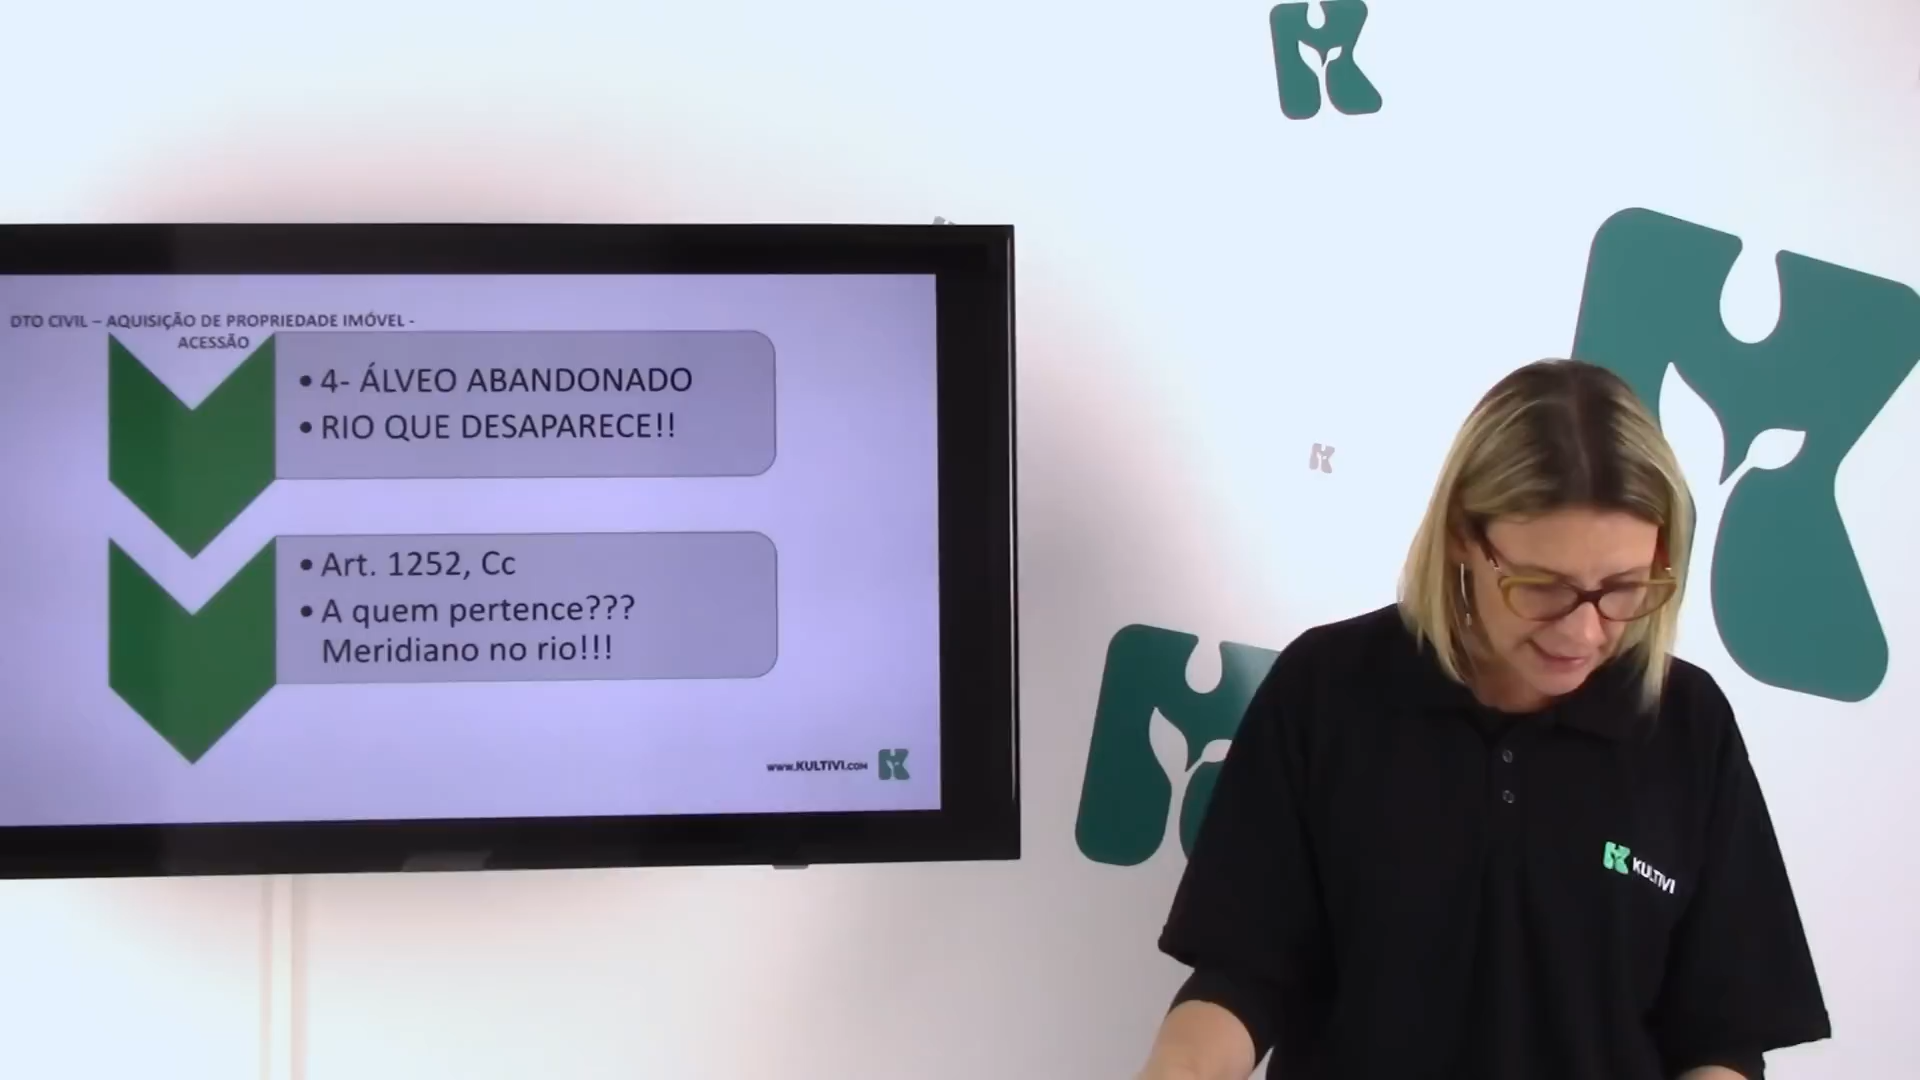 DTO CIVIL – AQUISIÇÃO DE PROPRIEDADE IMÓVEL -
ACESSÃO
• 4- ÁLVEO ABANDONADO
• RIO QUE DESAPARECE!!
• Art. 1252, Cc
• A quem pertence???
Meridiano no rio!!!
www.KULTIVI.COM
KULTIVI